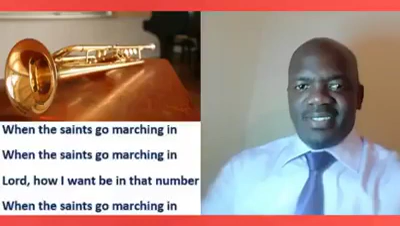 When the saints go marching in
When the saints go marching in
Lord, how I want be in that number
When the saints go marching in